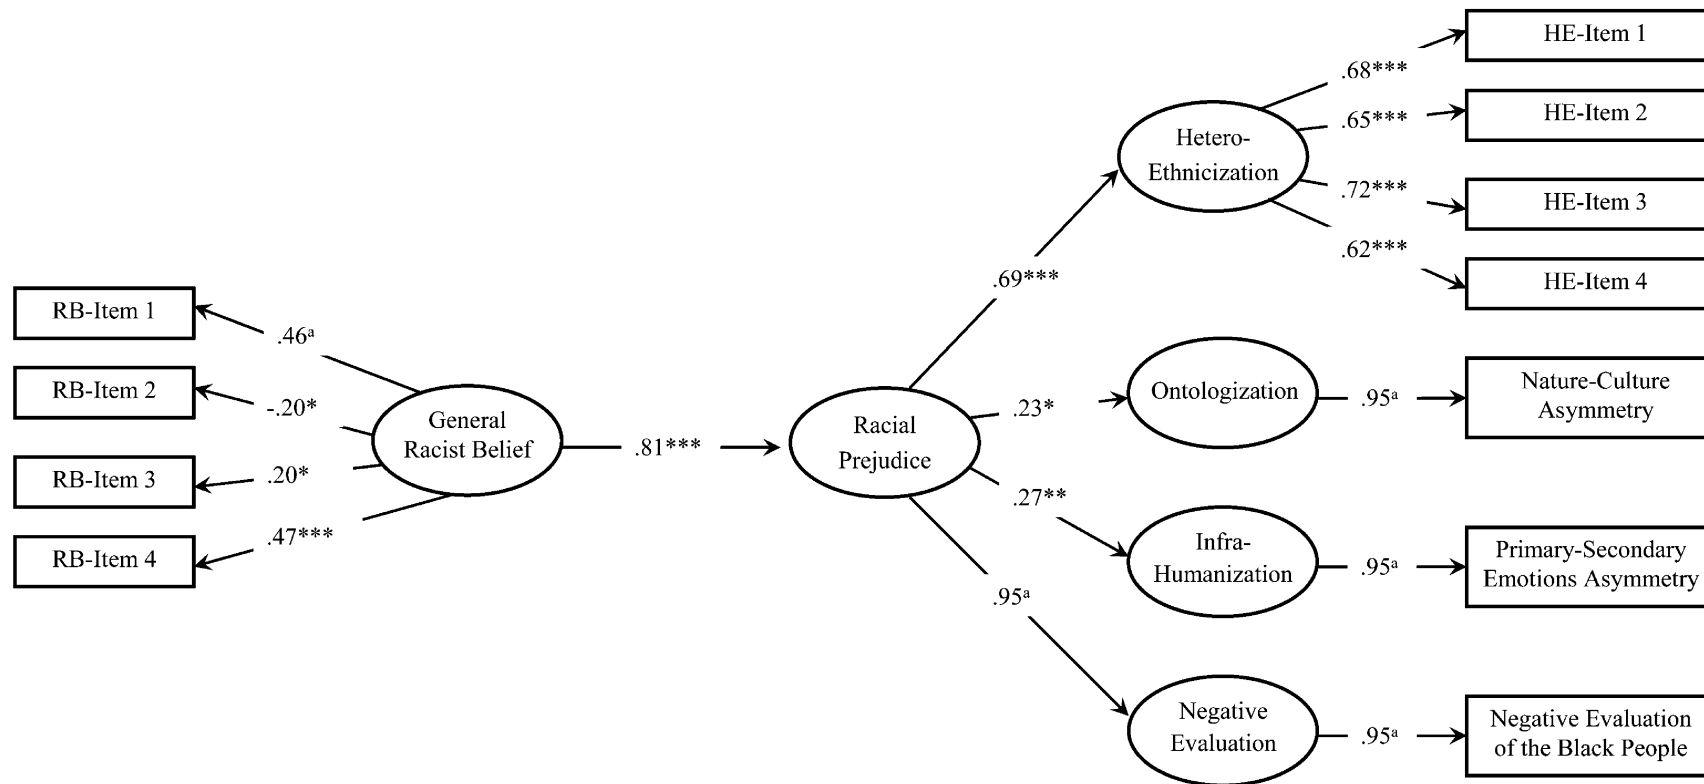 RB-Item 1
RB-Item 2
RB-Item 3
RB-Item 4
.46ᵃ
-.20*
.20*
.47***
General
Racist Belief
.81***
Racial
Prejudice
.69***
.23*
.27**
.95ᵃ
Hetero-
Ethnicization
.68***
.65***
.72***
.62***
HE-Item 1
HE-Item 2
HE-Item 3
HE-Item 4
Ontologization
.95ᵃ
Nature-Culture
Asymmetry
Infra-
Humanization
.95ᵃ
Primary-Secondary
Emotions Asymmetry
Negative
Evaluation
.95ᵃ
Negative Evaluation
of the Black People